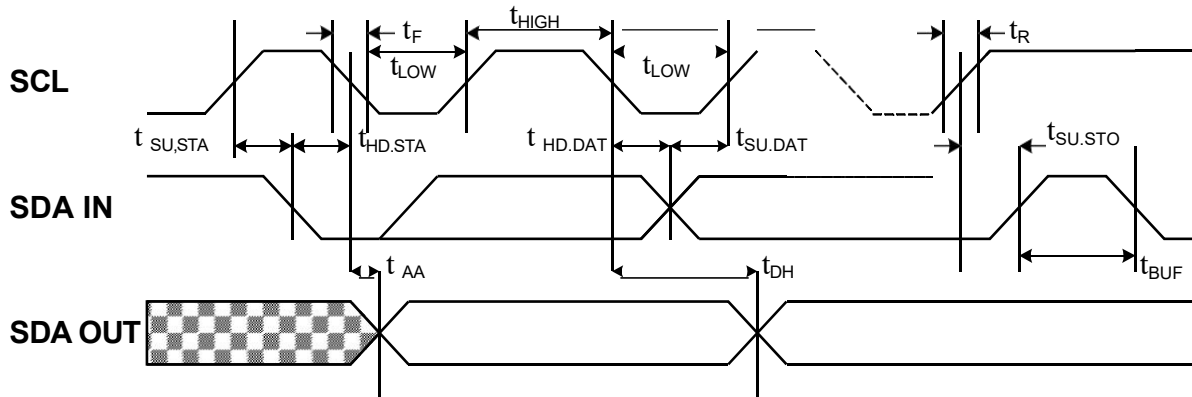 tHIGH
tF tR
SCL tLOW tLOW
t SU,STA tHD.STA t HD.DAT tSU.DAT tSU.STO
SDA IN
t AA tDH tBUF
SDA OUT